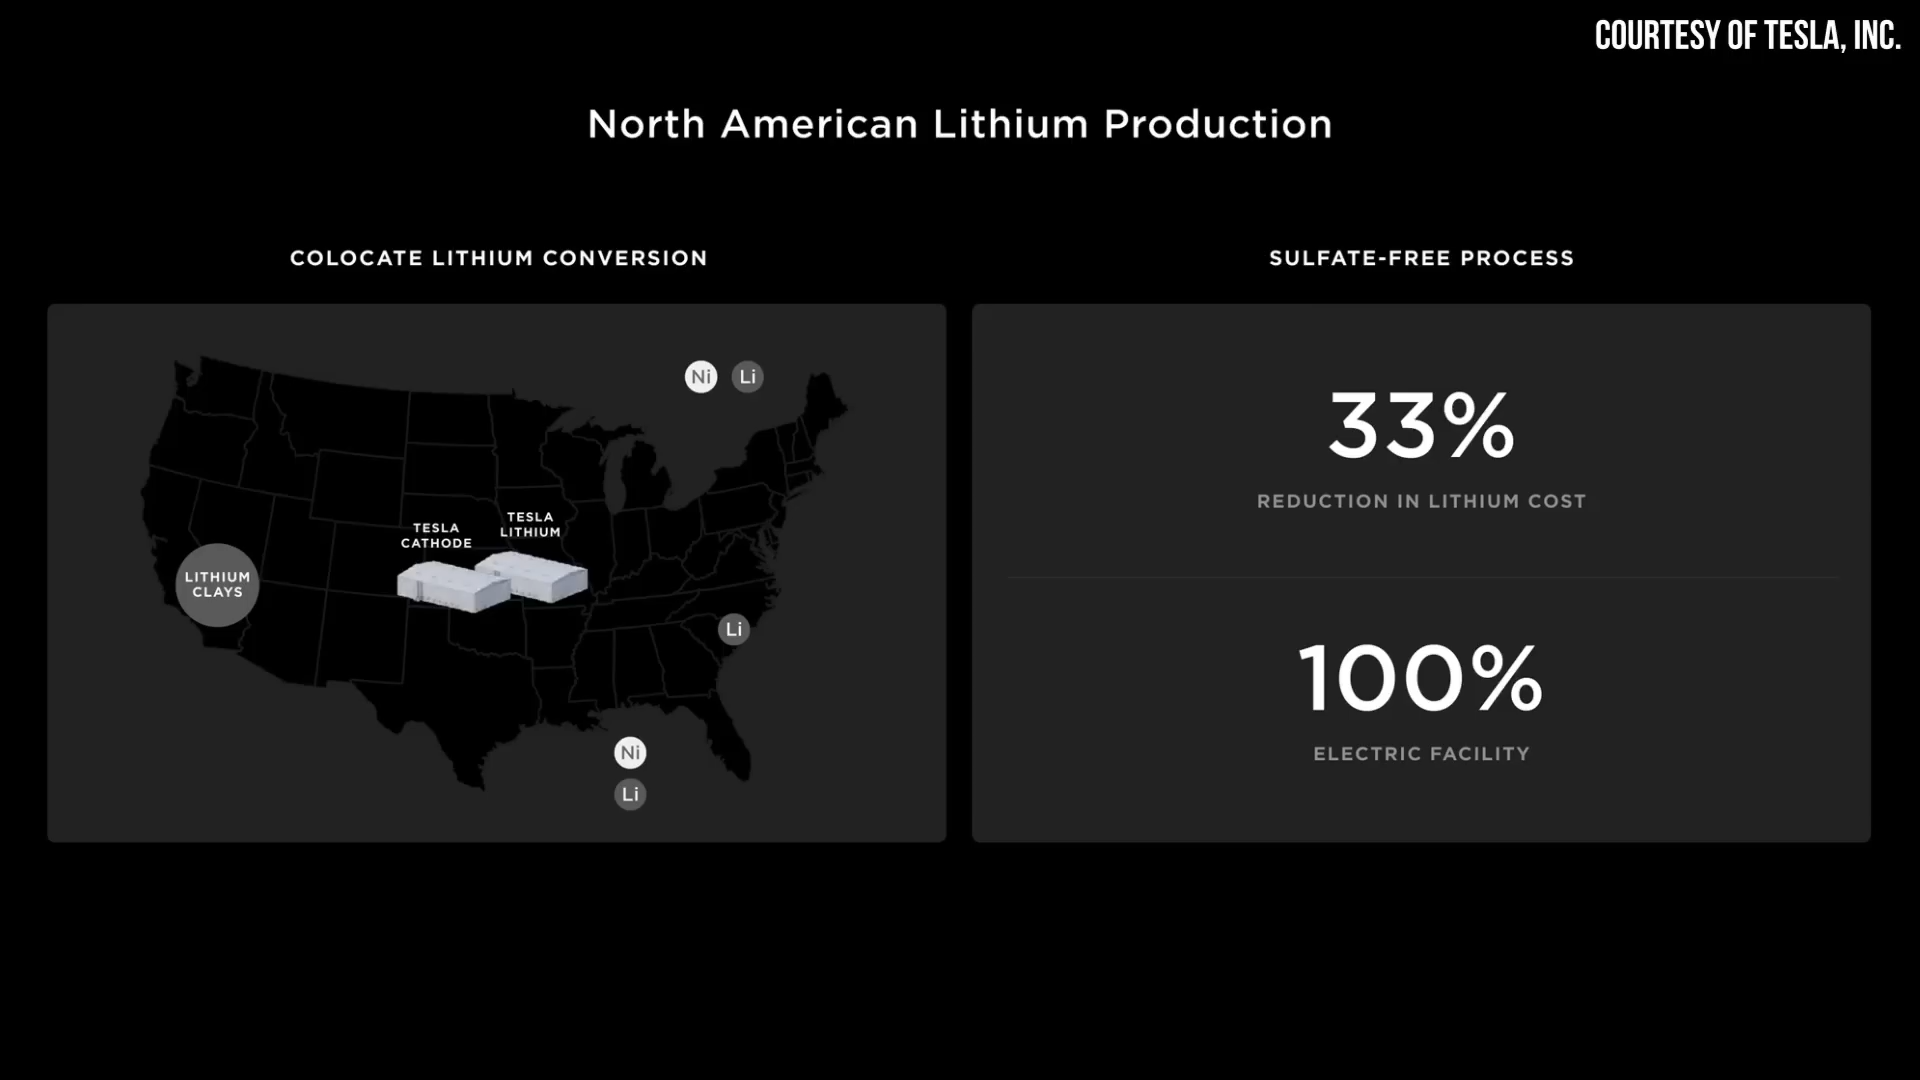 COURTESY OF TESLA, INC.
North American Lithium Production
COLOCATE LITHIUM CONVERSION
Ni Li
TESLA
CATHODE
TESLA
LITHIUM
LITHIUM
CLAYS
Li
Ni
Li
SULFATE-FREE PROCESS
33%
REDUCTION IN LITHIUM COST
100%
ELECTRIC FACILITY